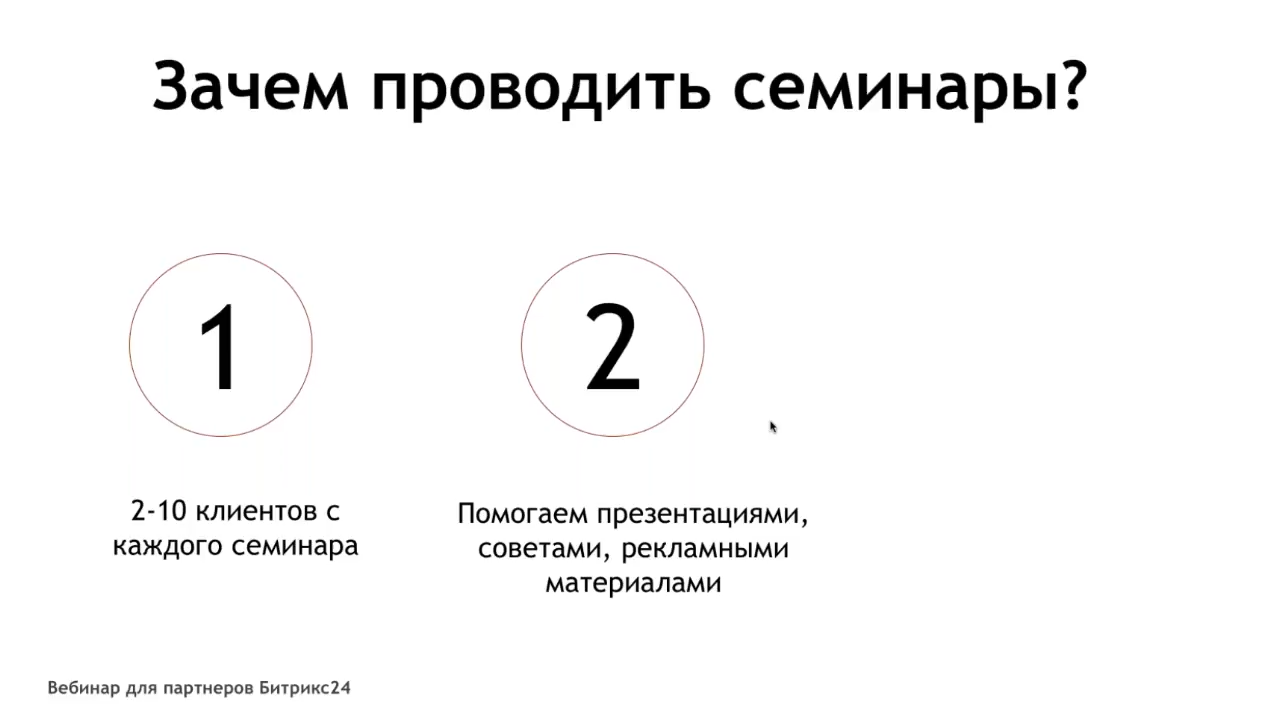 Зачем проводить семинары?
1
2
2-10 клиентов с
каждого семинара
Помогаем презентациями,
советами, рекламными
материалами
Вебинар для партнеров Битрикс24